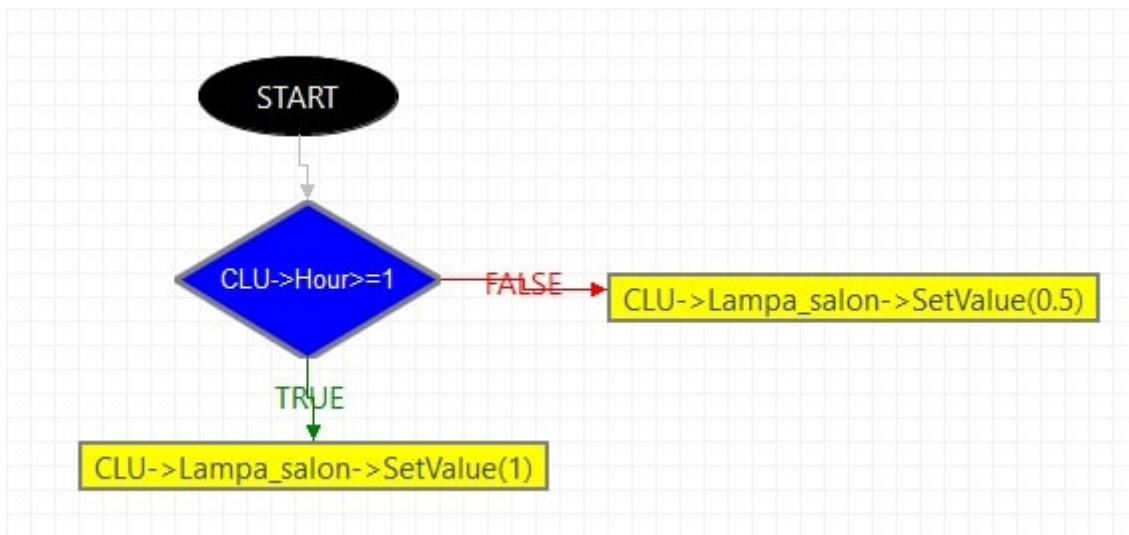 START
CLU->Hour>=1
FALSE
CLU->Lampa_salon->SetValue(0.5)
TRUE
CLU->Lampa_salon->SetValue(1)